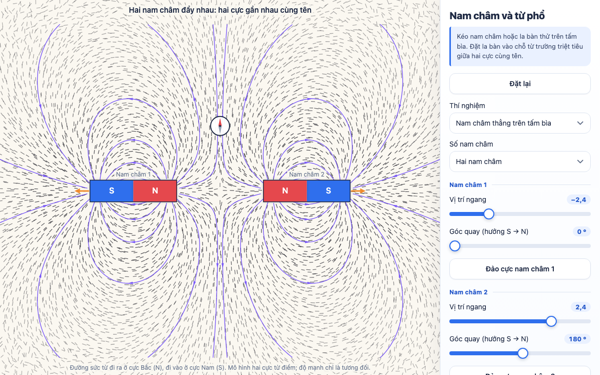 Hai nam châm đẩy nhau: hai cực gần nhau cùng tên
Nam châm 1
Nam châm 2
S
N
N
S
Đường sức từ đi ra ở cực Bắc (N), đi vào ở cực Nam (S). Mô hình hai cực từ điểm; độ mạnh chỉ là tương đối.
Nam châm và từ phổ
Kéo nam châm hoặc la bàn thử trên tấm
bìa. Đặt la bàn vào chỗ từ trường triệt tiêu
giữa hai cực cùng tên.
Đặt lại
Thí nghiệm
Nam châm thẳng trên tấm bìa
Số nam châm
Hai nam châm
Nam châm 1
Vị trí ngang
−2,4
Góc quay (hướng S → N)
0 °
Đảo cực nam châm 1
Nam châm 2
Vị trí ngang
2,4
Góc quay (hướng S → N)
180 °